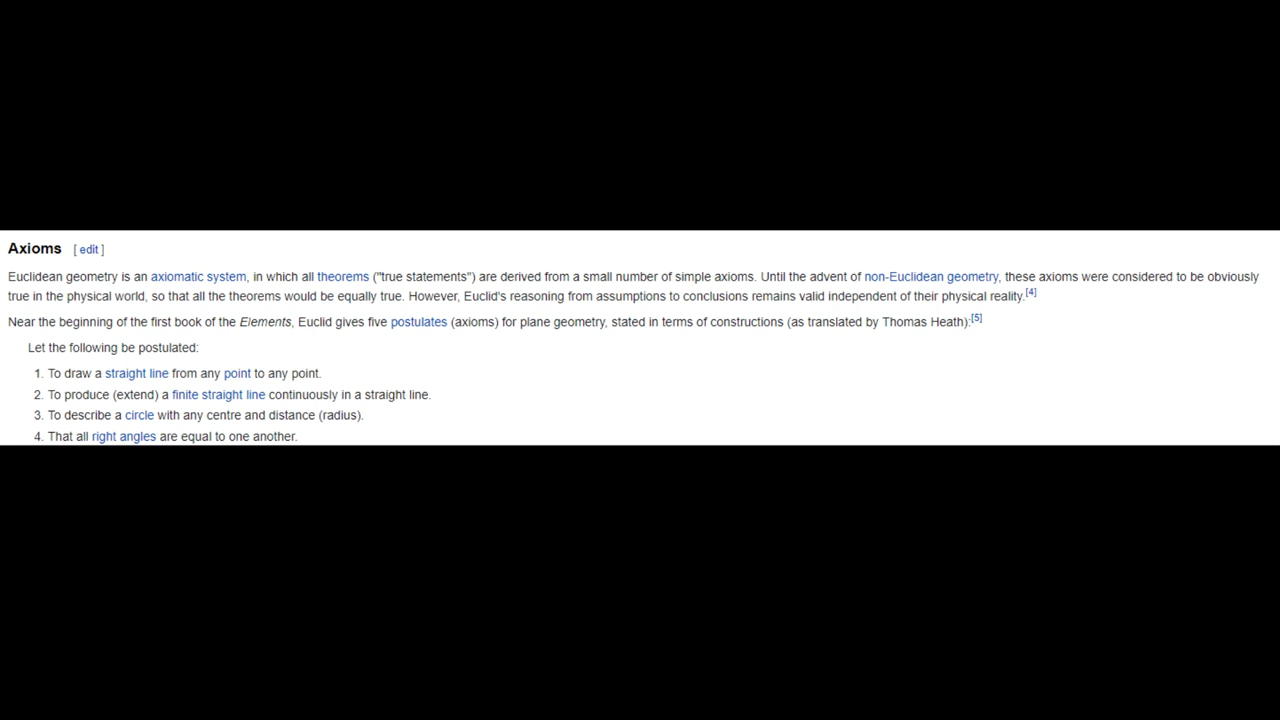 Axioms [ edit ]
Euclidean geometry is an axiomatic system, in which all theorems ("true statements") are derived from a small number of simple axioms. Until the advent of non-Euclidean geometry, these axioms were considered to be obviously
true in the physical world, so that all the theorems would be equally true. However, Euclid's reasoning from assumptions to conclusions remains valid independent of their physical reality.[4]
Near the beginning of the first book of the Elements, Euclid gives five postulates (axioms) for plane geometry, stated in terms of constructions (as translated by Thomas Heath):[5]
Let the following be postulated:
1. To draw a straight line from any point to any point.
2. To produce (extend) a finite straight line continuously in a straight line.
3. To describe a circle with any centre and distance (radius).
4. That all right angles are equal to one another.